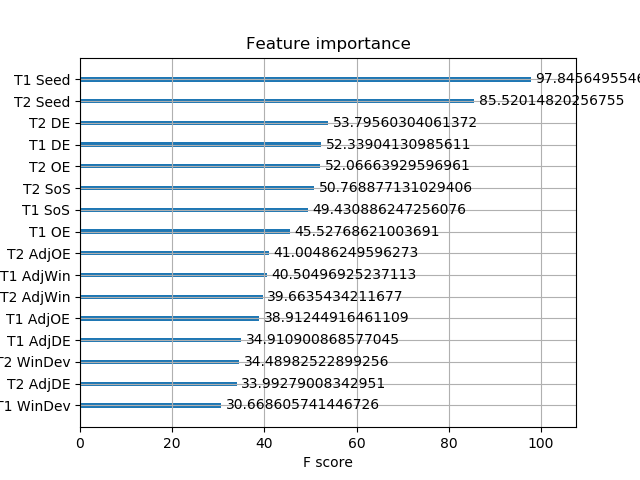 Feature importance
T1 Seed 97.8456495546
T2 Seed 85.52014820256755
T2 DE 53.79560304061372
T1 DE 52.33904130985611
T2 OE 52.06663929596961
T2 SoS 50.768877131029406
T1 SoS 49.430886247256076
T1 OE 45.52768621003691
T2 AdjOE 41.00486249596273
T1 AdjWin 40.50496925237113
T2 AdjWin 39.6635434211677
T1 AdjOE 38.91244916461109
T1 AdjDE 34.910900868577045
T2 WinDev 34.48982522899256
T2 AdjDE 33.99279008342951
T1 WinDev 30.668605741446726
0 20 40 60 80 100
F score